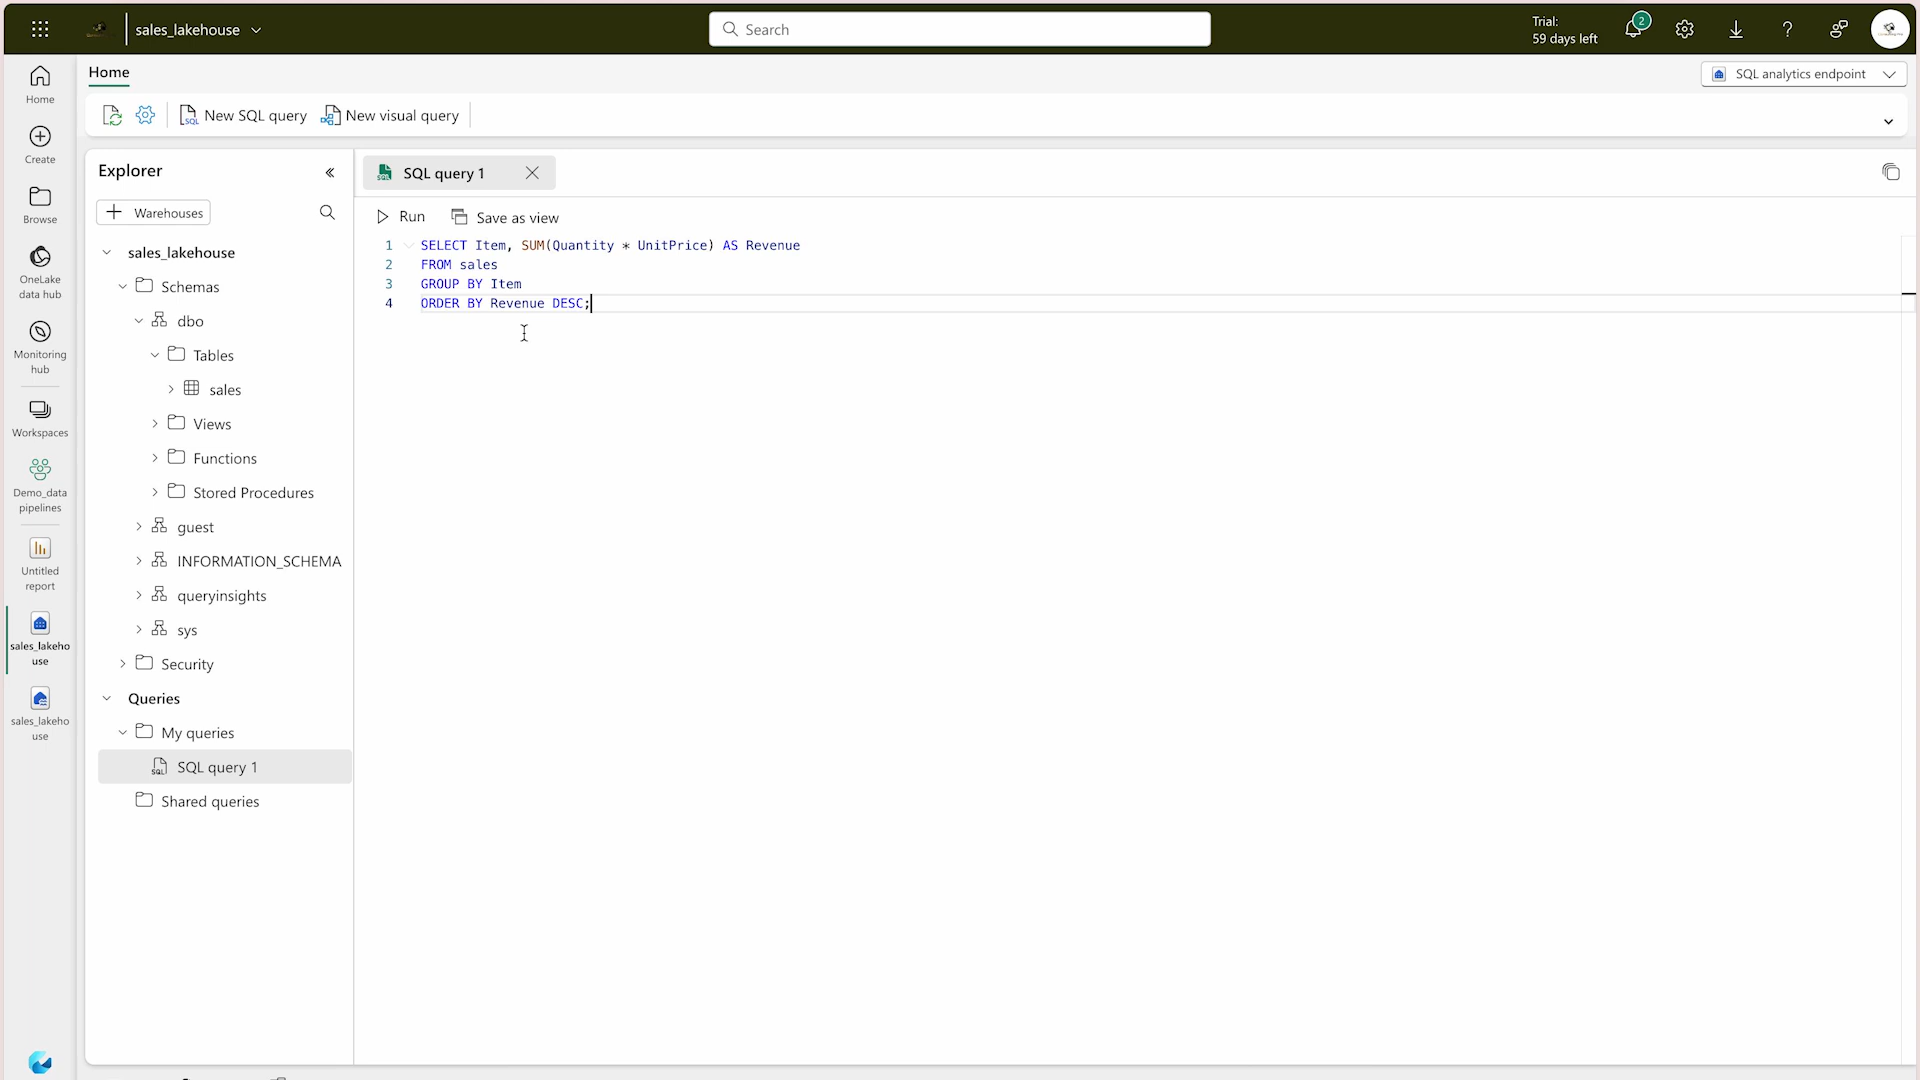 sales_lakehouse
Search
Trial:
59 days left
2
?
Home
SQL analytics endpoint
New SQL query
New visual query
Home
Create
Browse
OneLake
data hub
Monitoring
hub
Workspaces
Demo_data
pipelines
Untitled
report
sales_lakeho
use
sales_lakeho
use
Explorer
Warehouses
sales_lakehouse
Schemas
dbo
Tables
sales
Views
Functions
Stored Procedures
guest
INFORMATION_SCHEMA
queryinsights
sys
Security
Queries
My queries
SQL query 1
Shared queries
SQL query 1
Run
Save as view
1 SELECT Item, SUM(Quantity * UnitPrice) AS Revenue
2 FROM sales
3 GROUP BY Item
4 ORDER BY Revenue DESC;